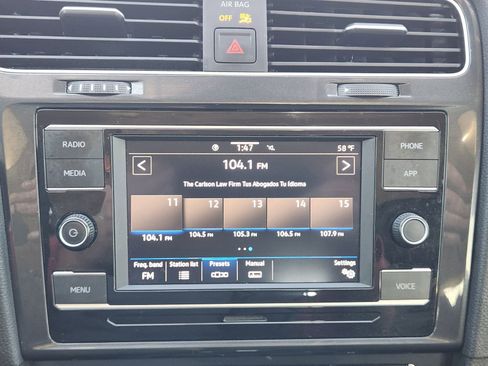 AIR BAG
OFF
RADIO
MEDIA
MENU
1:47
58 °F
104.1 FM
The Carlson Law Firm Tus Abogados Tu Idioma
11 12 13 14 15
104.1 FM 104.5 FM 105.3 FM 106.5 FM 107.9 FM
Freq. band Station list Presets Manual Settings
FM
PHONE
APP
VOICE